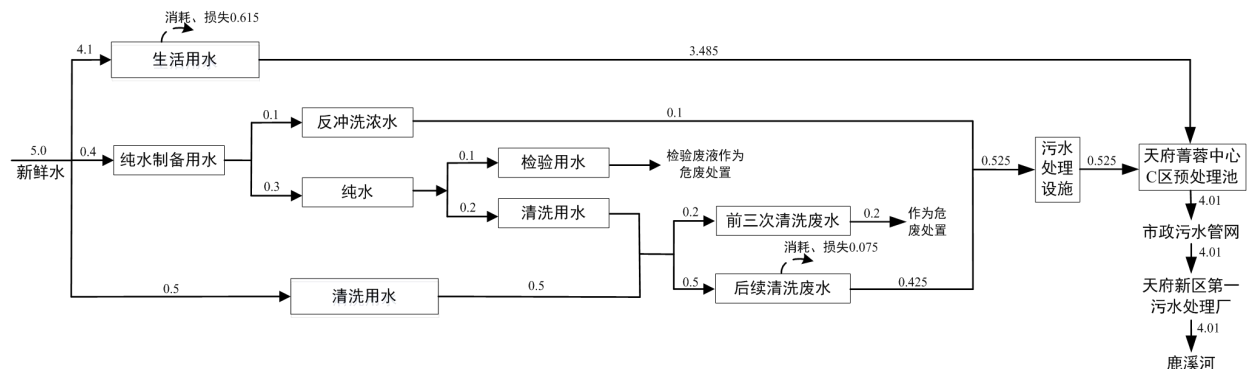 消耗、损失0.615
4.1
生活用水
3.485
5.0
新鲜水
0.4
纯水制备用水
0.1
反冲洗浓水
0.1
0.3
纯水
0.1
检验用水
检验废液作为
危废处置
0.2
清洗用水
0.5
清洗用水
0.5
0.2
前三次清洗废水
0.2
作为危
废处置
消耗、损失0.075
0.5
后续清洗废水
0.425
0.525
污水
处理
设施
0.525
天府菁蓉中心
C区预处理池
4.01
市政污水管网
4.01
天府新区第一
污水处理厂
4.01
鹿溪河